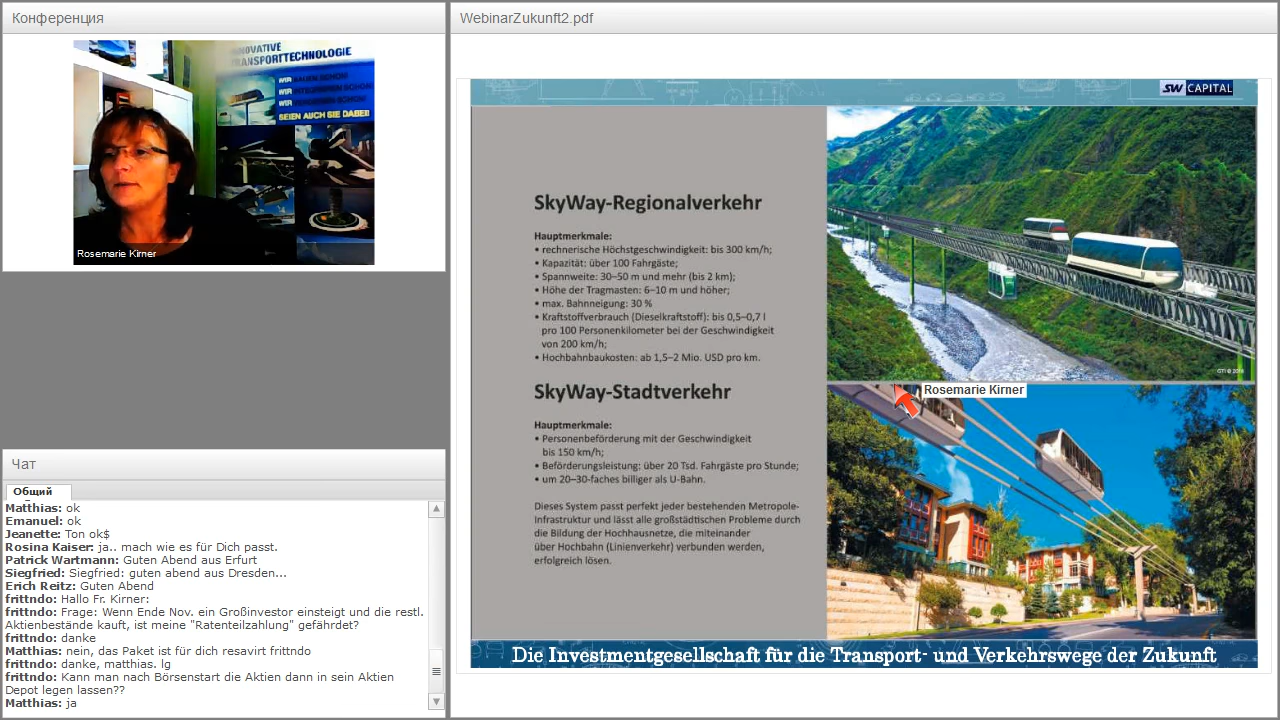 Конференция
INNOVATIVE
TRANSPORTTECHNOLOGIE
WIR BAUEN SCHON
WIR
WIR
SEIEN AUCH SIE DABEI!
Rosemarie Kirner
Чат
Общий
Matthias: ok
Emanuel: ok
Jeanette: Ton ok$
Rosina Kaiser: ja.. mach wie es für Dich passt.
Patrick Wartmann: Guten Abend aus Erfurt
Siegfried: Siegfried: guten abend aus Dresden...
Erich Reitz: Guten Abend
frittndo: Hallo Fr. Kirner;
frittndo: Frage: Wenn Ende Nov. ein Großinvestor einsteigt und die restl.
Aktienbestände kauft, ist meine "Ratenteilzahlung" gefährdet?
frittndo: danke
Matthias: nein, das Paket ist für dich resavirt frittndo
frittndo: danke, matthias. lg
frittndo: Kann man nach Börsenstart die Aktien dann in sein Aktien
Depot legen lassen??
Matthias: ja
WebinarZukunft2.pdf
SW CAPITAL
SkyWay-Regionalverkehr
Hauptmerkmale:
• rechnerische Höchstgeschwindigkeit: bis 300 km/h;
• Kapazität: über 100 Fahrgäste;
• Spannweite: 30–50 m und mehr (bis 2 km);
• Höhe der Tragmasten: 6–10 m und höher;
• max. Bahnneigung: 30 %
• Kraftstoffverbrauch (Dieselkraftstoff): bis 0,5–0,7 l
pro 100 Personenkilometer bei der Geschwindigkeit
von 200 km/h;
• Hochbahnbaukosten: ab 1,5–2 Mio. USD pro km.
SkyWay-Stadtverkehr
Hauptmerkmale:
• Personenbeförderung mit der Geschwindigkeit
bis 150 km/h;
• Beförderungsleistung: über 20 Tsd. Fahrgäste pro Stunde;
• um 20–30-faches billiger als U-Bahn.
Dieses System passt perfekt jeder bestehenden Metropole-
Infrastruktur und lässt alle großstädtischen Probleme durch
die Bildung der Hochhausnetze, die miteinander
über Hochbahn (Linienverkehr) verbunden werden,
erfolgreich lösen.
Rosemarie Kirner
Die Investmentgesellschaft für die Transport- und Verkehrswege der Zukunft